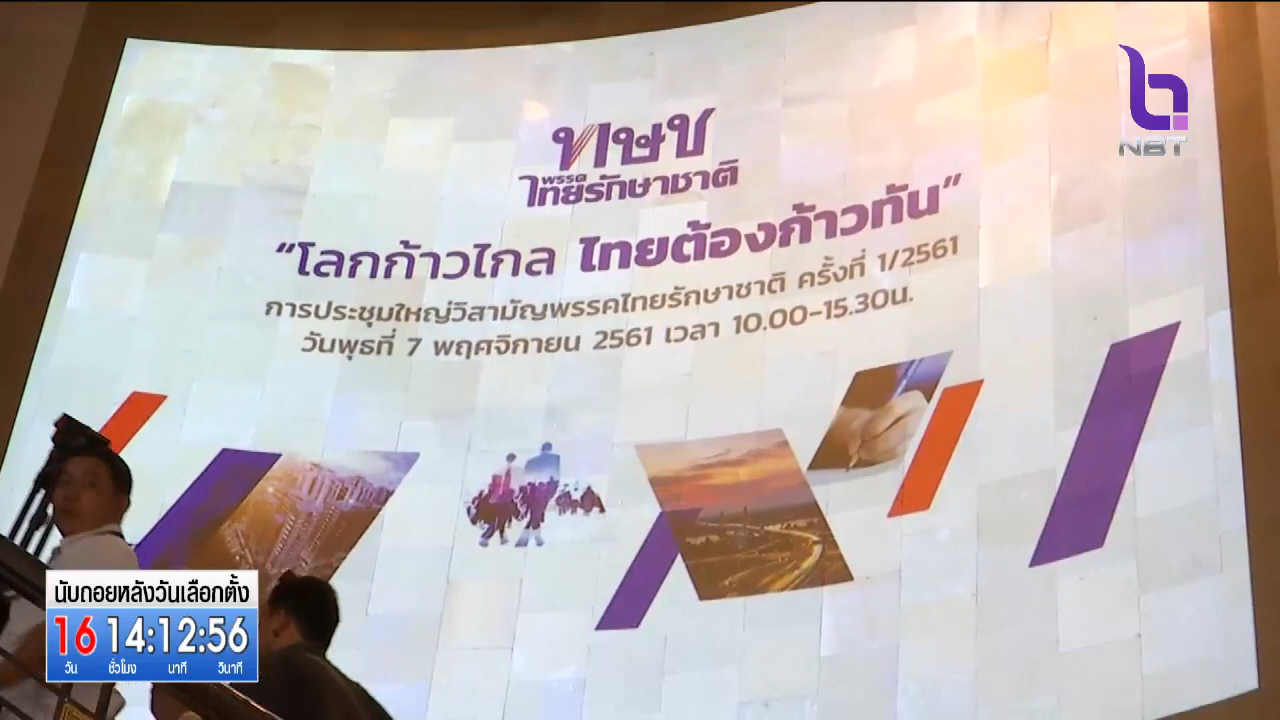 ทษช
พรรค
ไทยรักษาชาติ
“โลกก้าวไกล ไทยต้องก้าวทัน”
การประชุมใหญ่วิสามัญพรรคไทยรักษาชาติ ครั้งที่ 1/2561
วันพุธที่ 7 พฤศจิกายน 2561 เวลา 10.00-15.30น.
NBT
นับถอยหลังวันเลือกตั้ง
16 14:12:56
วัน ชั่วโมง นาที วินาที